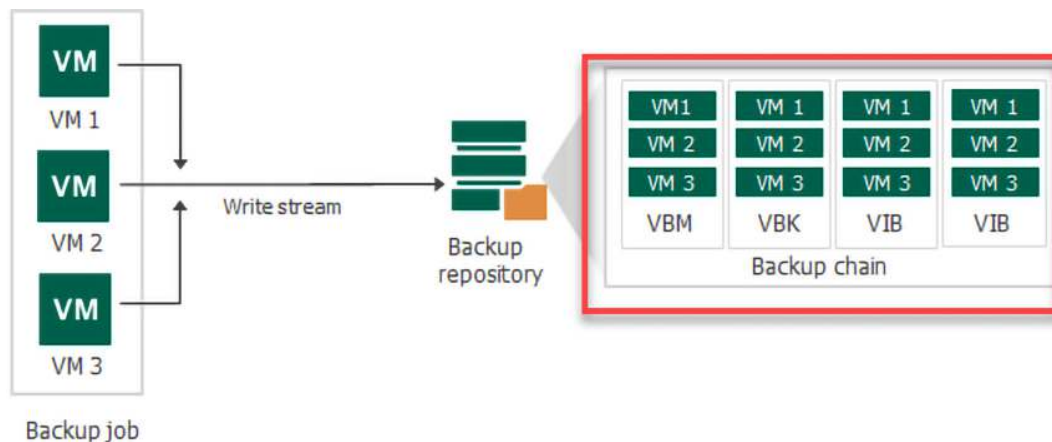 VM
VM 1
VM
VM 2
VM
VM 3
Backup job
Write stream
Backup
repository
VM1 VM 1 VM 1 VM 1
VM 2 VM 2 VM 2 VM 2
VM 3 VM 3 VM 3 VM 3
VBM VBK VIB VIB
Backup chain